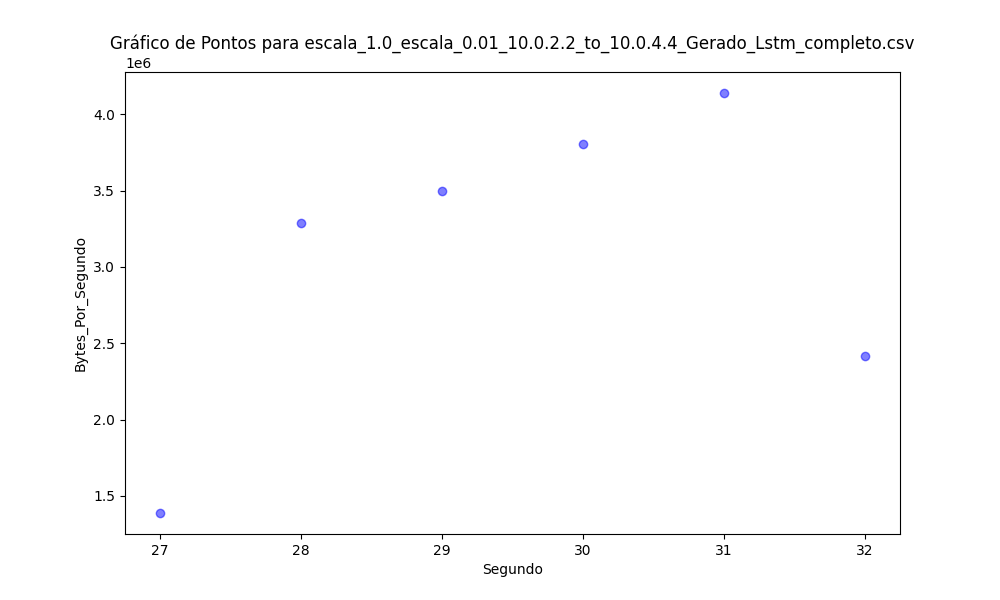 Gráfico de Pontos para escala_1.0_escala_0.01_10.0.2.2_to_10.0.4.4_Gerado_Lstm_completo.csv
1e6
4.0
3.5
3.0
2.5
2.0
1.5
Bytes_Por_Segundo
27 28 29 30 31 32
Segundo